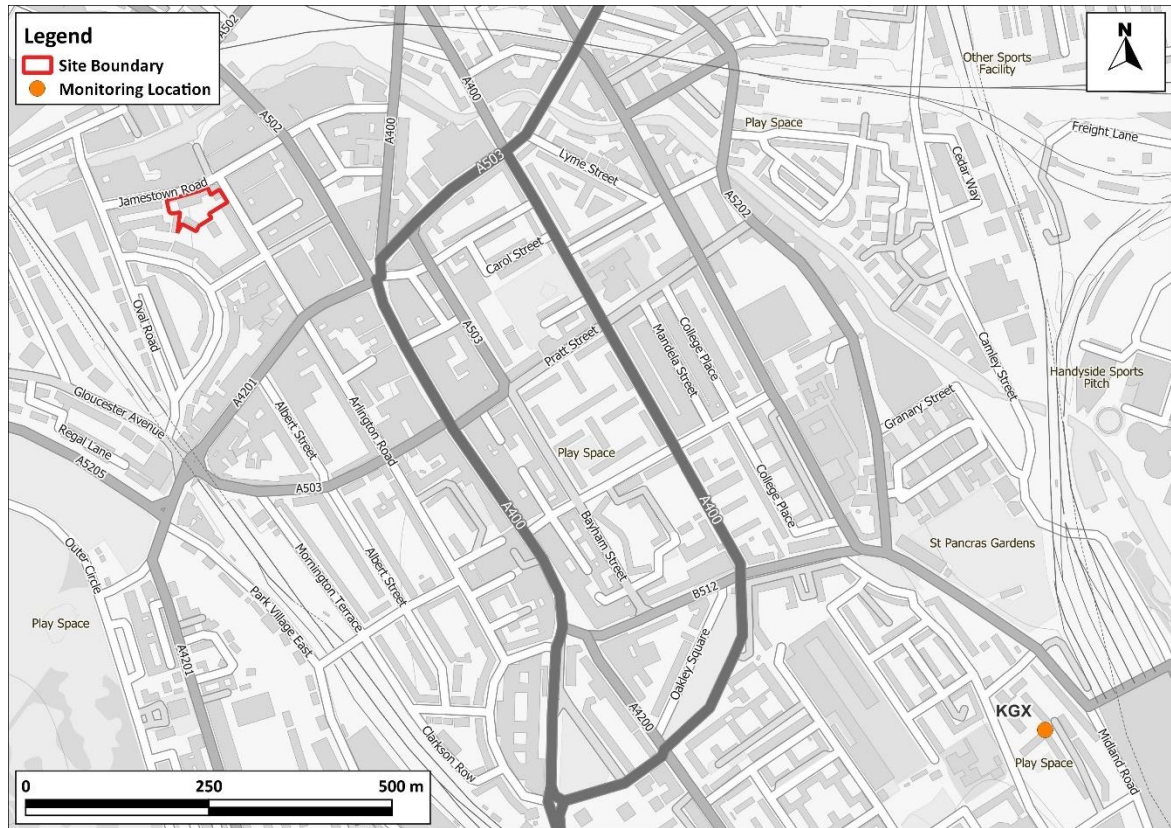 Legend
Site Boundary
Monitoring Location
A502
A400
N
Other Sports
Facility
A502
A400
A503
Play Space
Freight Lane
Lyme Street
Cedar Way
Jamestown Road
A5202
Carol Street
Oval Road
A503
Pratt Street
Mandela Street
College Place
Camley Street
Handyside Sports
Pitch
A4201
Gloucester Avenue
Regal Lane
A5205
Albert Street
Arlington Road
A503
Granary Street
Play Space
College Place
A400
A400
Bayham Street
St Pancras Gardens
Outer Circle
Mornington Terrace
Albert Street
B512
Park Village East
Play Space
A4201
Oakley Square
A4200
Clarkson Row
KGX
Play Space
Midland Road
0 250 500 m